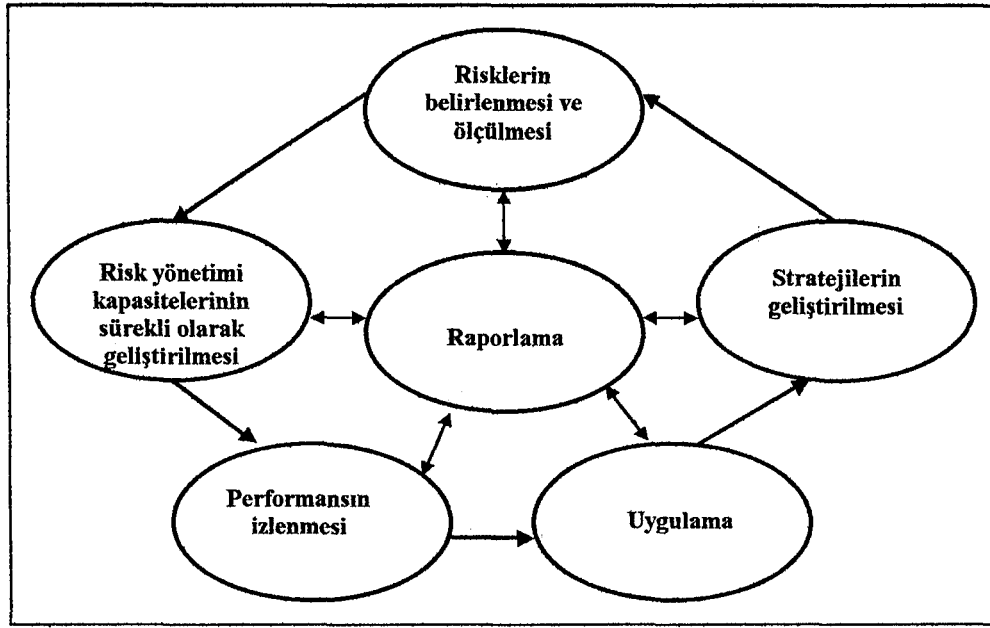 Risklerin
belirlenmesi ve
ölçülmesi
Risk yönetimi
kapasitelerinin
sürekli olarak
geliştirilmesi
Raporlama
Stratejilerin
geliştirilmesi
Performansın
izlenmesi
Uygulama